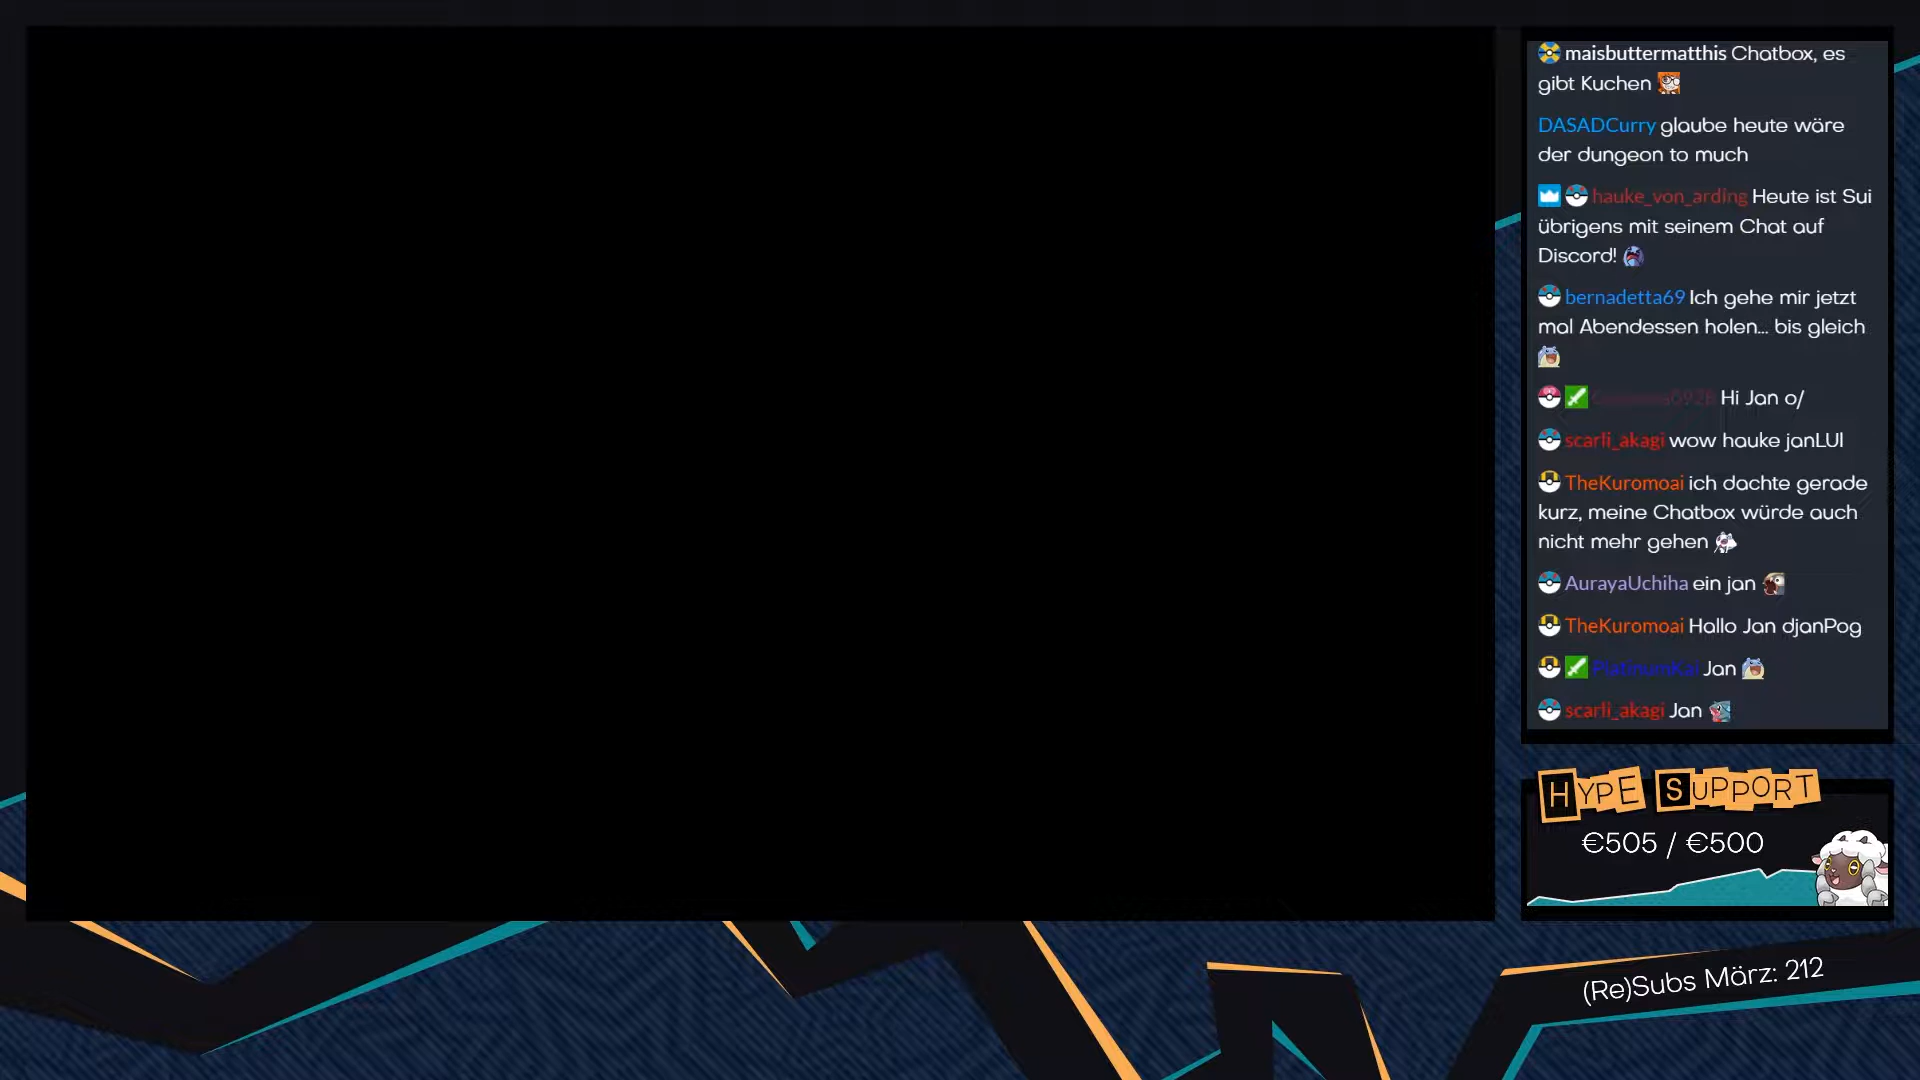 maisbuttermatthis Chatbox, es
gibt Kuchen
DASADCurry glaube heute wäre
der dungeon to much
hauke_von_arding Heute ist Sui
übrigens mit seinem Chat auf
Discord!
bernadetta69 Ich gehe mir jetzt
mal Abendessen holen... bis gleich
Hi Jan o/
scarli_akagi wow hauke janLUl
TheKuromoai ich dachte gerade
kurz, meine Chatbox würde auch
nicht mehr gehen
AurayaUchiha ein jan
TheKuromoai Hallo Jan djanPog
PlatinumKai Jan
scarli_akagi Jan
HYPE SUPPORT
€505 / €500
(Re)Subs März: 212